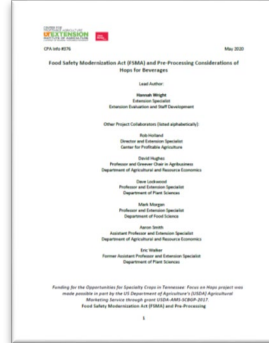 CENTER FOR
UT EXTENSION
INSTITUTE OF AGRICULTURE
CPA Info #276 May 2020
Food Safety Modernization Act (FSMA) and Pre-Processing Considerations of
Hops for Beverages
Lead Author:
Hannah Wright
Extension Specialist
Extension Evaluation and Staff Development
Other Project Collaborators (listed alphabetically)
Rob Holland
Director and Extension Specialist
Center for Profitable Agriculture
David Hughes
Professor and Greever Chair in Agribusiness
Department of Agricultural and Resource Economics
Dave Lockwood
Professor and Extension Specialist
Department of Plant Sciences
Mark Morgan
Professor and Extension Specialist
Department of Food Science
Aaron Smith
Assistant Professor and Extension Specialist
Department of Agricultural and Resource Economics
Eric Walker
Former Assistant Professor and Extension Specialist
Department of Plant Sciences
Funding for the Opportunities for Specialty Crops in Tennessee: Focus on Hops project was
made possible in part by the US Department of Agriculture's (USDA) Agricultural
Marketing Service through grant USDA-AMS-SCBGP-2017.
Food Safety Modernization Act (FSMA) and Pre-Processing
1